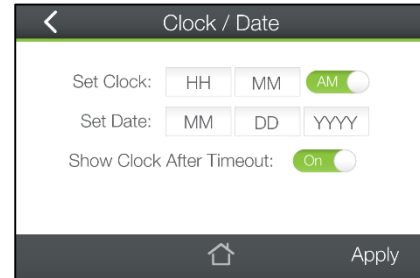 Clock / Date
Set Clock: HH MM AM
Set Date: MM DD YYYY
Show Clock After Timeout: On
Apply